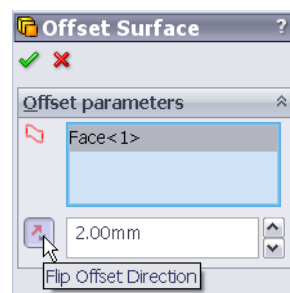 Offset Surface ?
Offset parameters
Face<1>
2.00mm
Flip Offset Direction